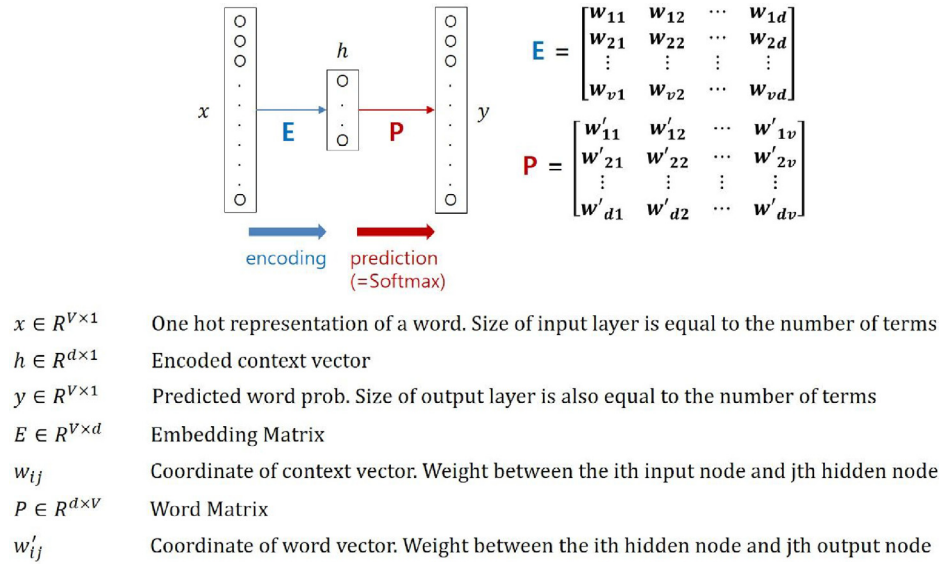 x
h
y
E
P
encoding
prediction
(=Softmax)
E = [w₁₁ w₁₂ ⋯ w₁d
w₂₁ w₂₂ ⋯ w₂d
⋮ ⋮ ⋮ ⋮
wᵥ₁ wᵥ₂ ⋯ wᵥd]
P = [w'₁₁ w'₁₂ ⋯ w'₁ᵥ
w'₂₁ w'₂₂ ⋯ w'₂ᵥ
⋮ ⋮ ⋮
w'd₁ w'd₂ ⋯ w'dᵥ]
x ∈ R^{V×1} One hot representation of a word. Size of input layer is equal to the number of terms
h ∈ R^{d×1} Encoded context vector
y ∈ R^{V×1} Predicted word prob. Size of output layer is also equal to the number of terms
E ∈ R^{V×d} Embedding Matrix
w_{ij} Coordinate of context vector. Weight between the ith input node and jth hidden node
P ∈ R^{d×V} Word Matrix
w'_{ij} Coordinate of word vector. Weight between the ith hidden node and jth output node